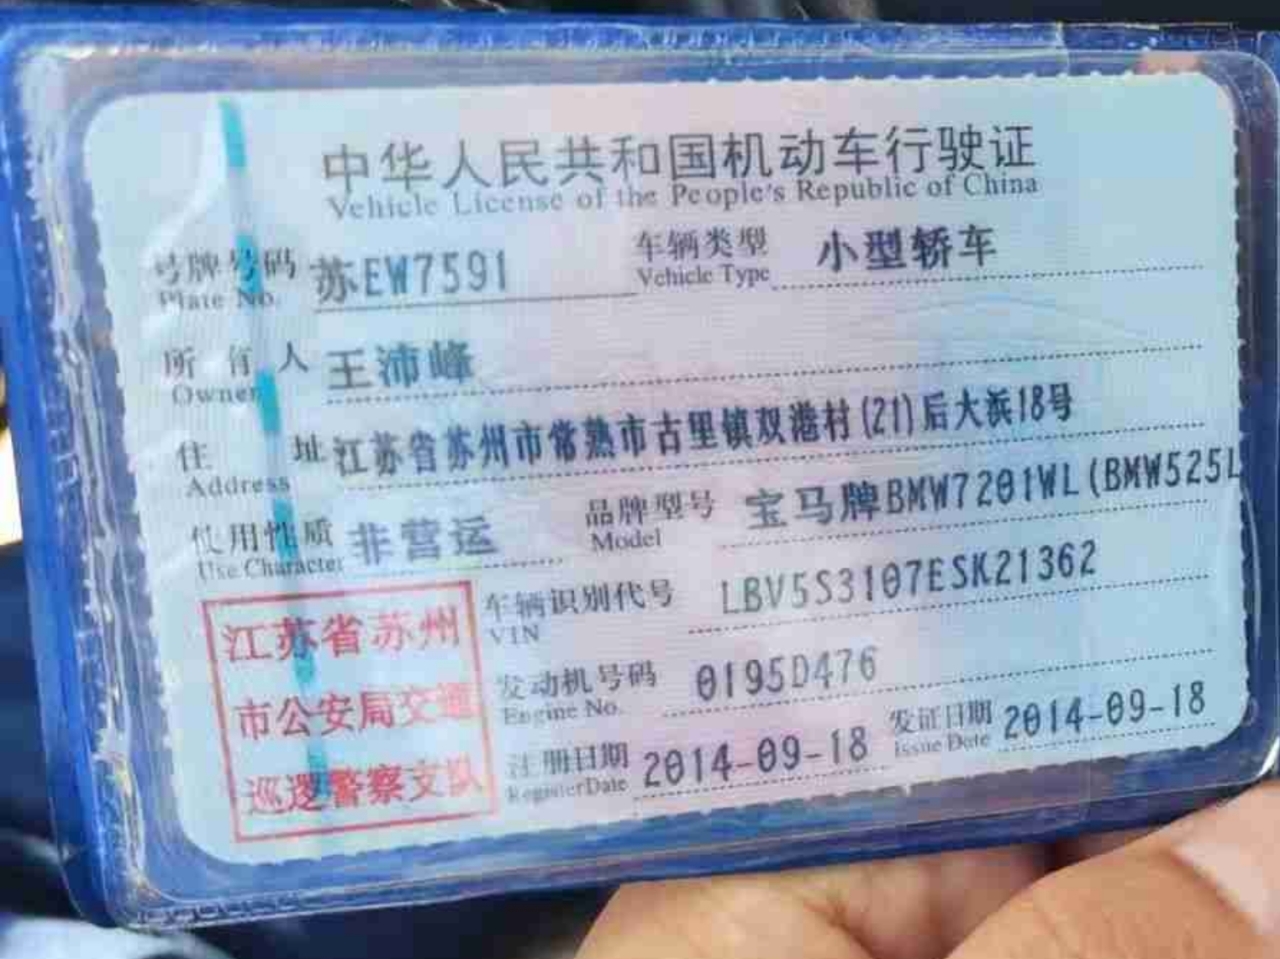 中华人民共和国机动车行驶证
Vehicle License of the People's Republic of China
号牌号码 苏EW7591 车辆类型 小型轿车
Plate No. Vehicle Type
所有人 王沛峰
Owner
住址 江苏省苏州市常熟市古里镇双港村(21)后大浜18号
Address
使用性质 非营运 品牌型号 宝马牌BMW7201WL(BMW525L
Use Character Model
江苏省苏州
市公安局交通
巡逻警察支队
车辆识别代号 LBV5S3107ESK21362
VIN
发动机号码 0195D476
Engine No.
注册日期 2014-09-18 发证日期 2014-09-18
Register Date Issue Date